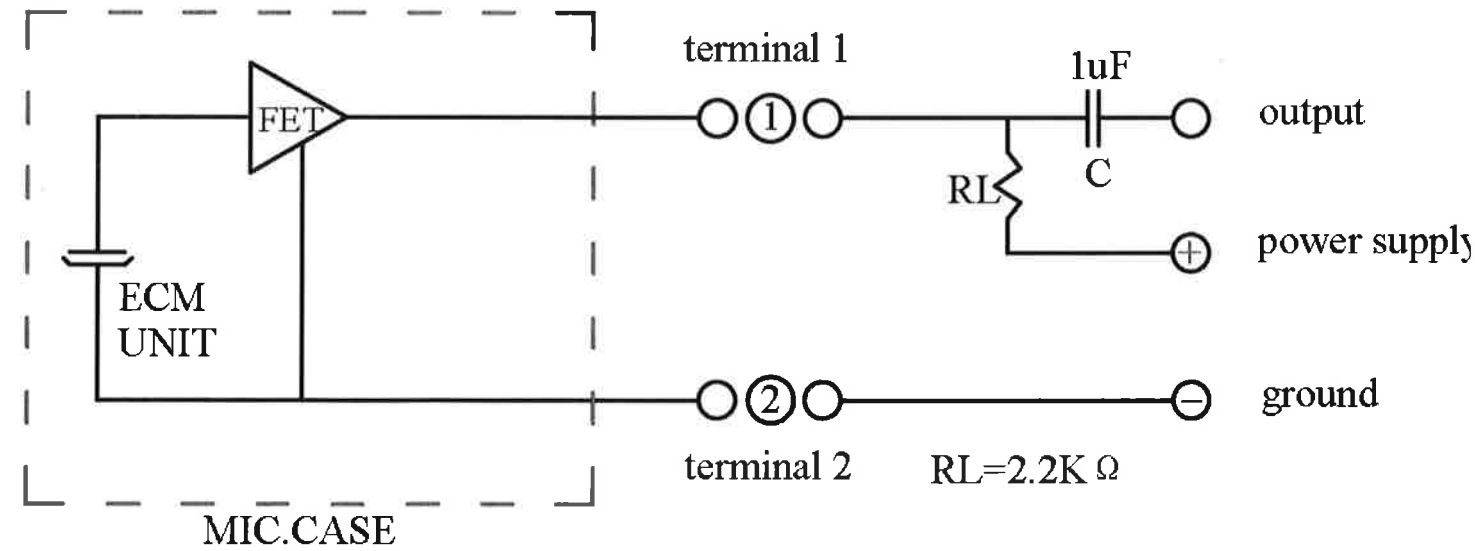 terminal 1
1uF
FET
1
output
C
RL
+
power supply
ECM
UNIT
2
−
ground
terminal 2
RL=2.2K Ω
MIC.CASE